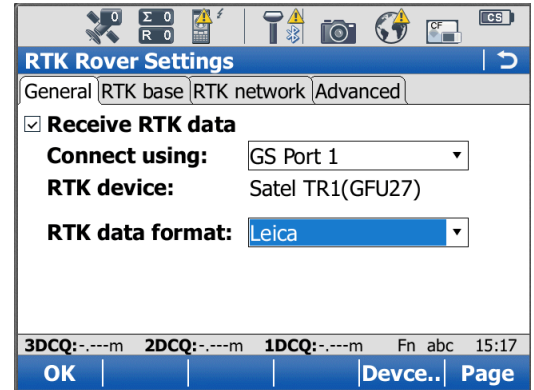 0 Σ 0 CS
R 0 CF
RTK Rover Settings
General RTK base RTK network Advanced
Receive RTK data
Connect using: GS Port 1
RTK device: Satel TR1(GFU27)
RTK data format: Leica
3DCQ:-.---m 2DCQ:-.---m 1DCQ:-.---m Fn abc 15:17
OK Devce.. Page